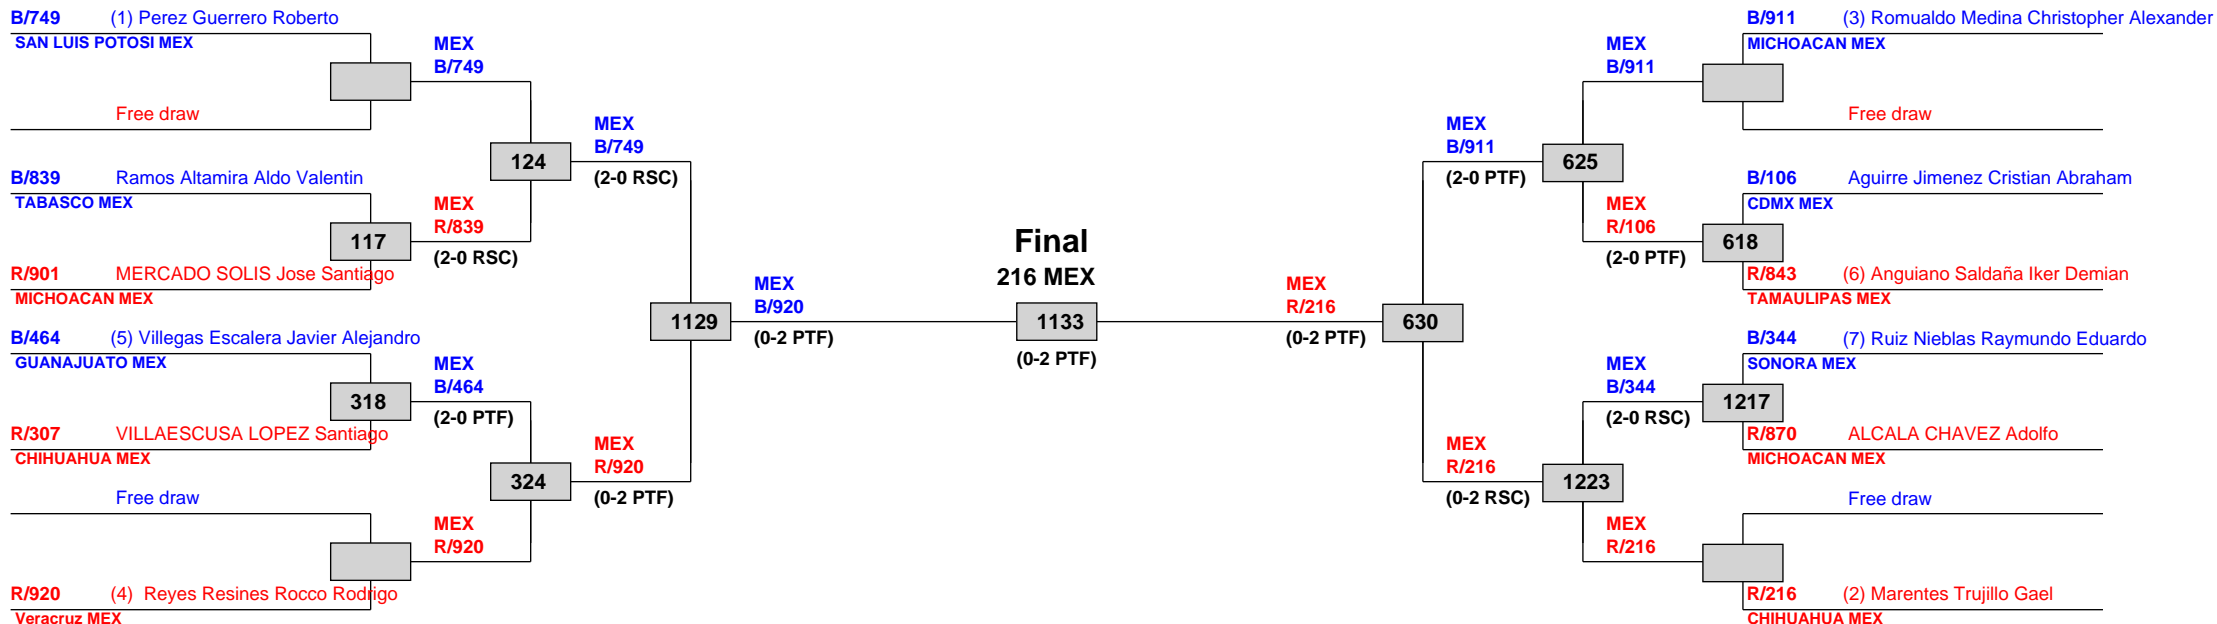 B/749 (1) Perez Guerrero Roberto
SAN LUIS POTOSI MEX
MEX
B/749
Free draw
MEX
B/749
124
(2-0 RSC)
B/839 Ramos Altamira Aldo Valentin
TABASCO MEX
MEX
R/839
117
(2-0 RSC)
R/901 MERCADO SOLIS Jose Santiago
MICHOACAN MEX
MEX
B/920
1129
(0-2 PTF)
B/464 (5) Villegas Escalera Javier Alejandro
GUANAJUATO MEX
MEX
B/464
318
(2-0 PTF)
R/307 VILLAESCUSA LOPEZ Santiago
CHIHUAHUA MEX
MEX
R/920
324
(0-2 PTF)
Free draw
MEX
R/920
R/920 (4) Reyes Resines Rocco Rodrigo
Veracruz MEX
Final
216 MEX
1133
(0-2 PTF)
B/911 (3) Romualdo Medina Christopher Alexander
MICHOACAN MEX
MEX
B/911
Free draw
MEX
B/911
625
(2-0 PTF)
B/106 Aguirre Jimenez Cristian Abraham
CDMX MEX
MEX
R/106
618
(2-0 PTF)
R/843 (6) Anguiano Saldaña Iker Demian
TAMAULIPAS MEX
MEX
R/216
630
(0-2 PTF)
B/344 (7) Ruiz Nieblas Raymundo Eduardo
SONORA MEX
MEX
B/344
1217
(2-0 RSC)
R/870 ALCALA CHAVEZ Adolfo
MICHOACAN MEX
MEX
R/216
1223
(0-2 RSC)
Free draw
MEX
R/216
R/216 (2) Marentes Trujillo Gael
CHIHUAHUA MEX